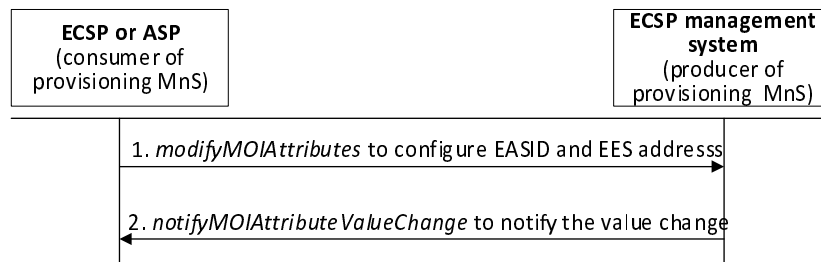 ECSP or ASP
(consumer of
provisioning MnS)
ECSP management
system
(producer of
provisioning MnS)
1. modifyMOIAttributes to configure EASID and EES addresss
2. notifyMOIAttributeValueChange to notify the value change